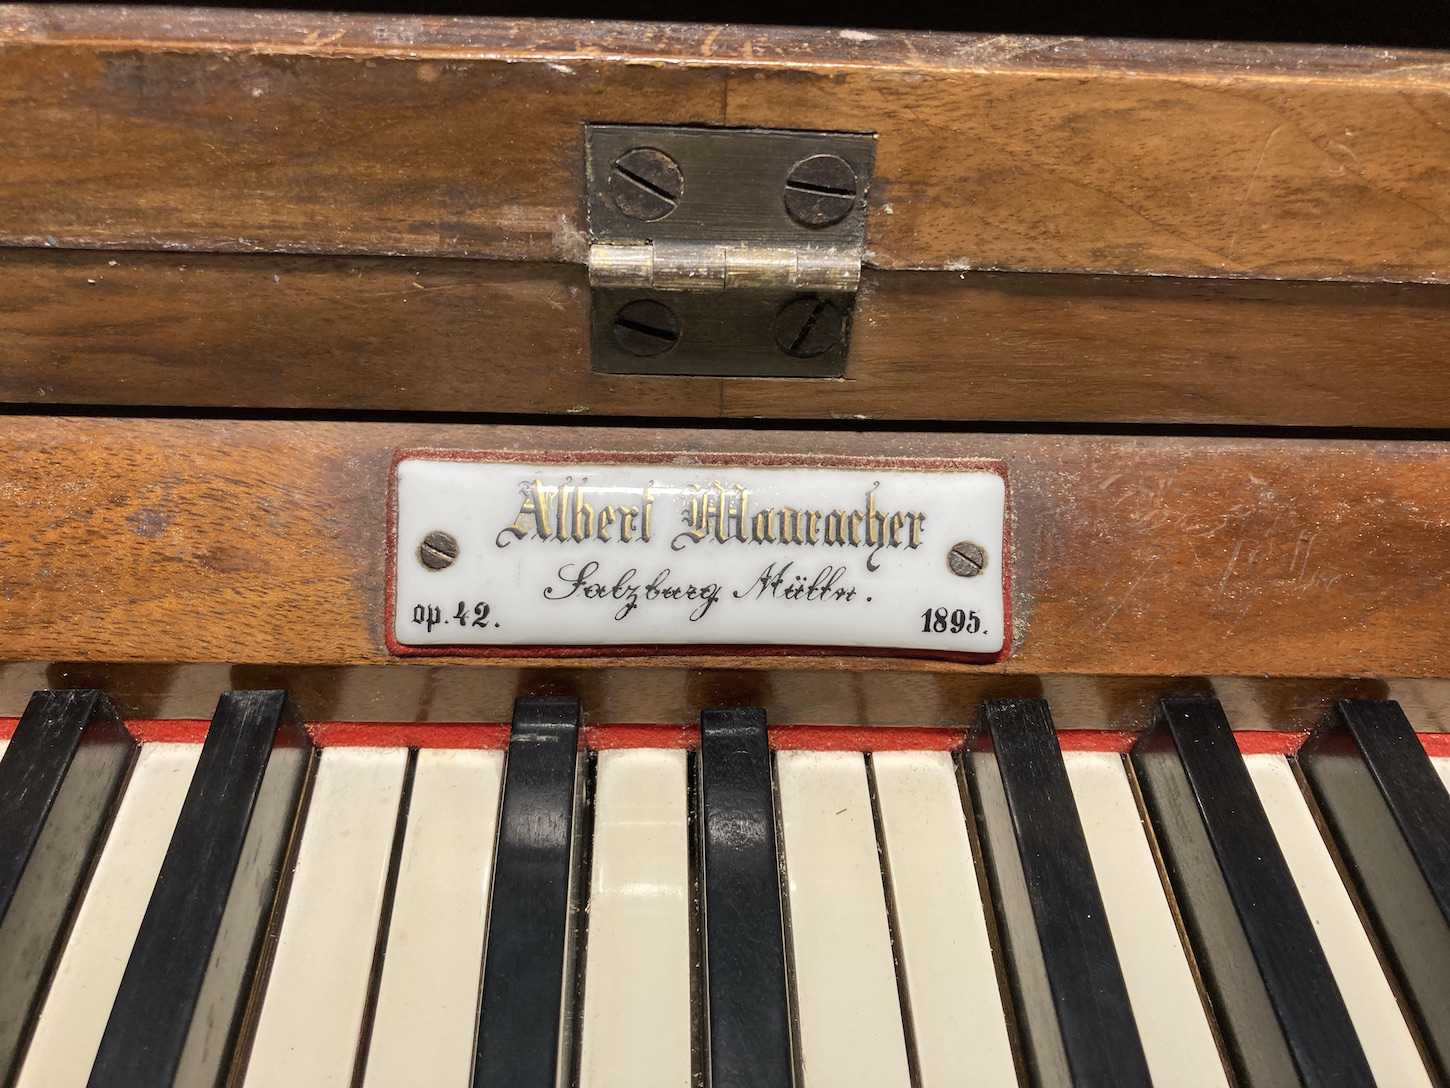 Albert Mauracher
Salzburg Mülln.
op. 42.
1895.